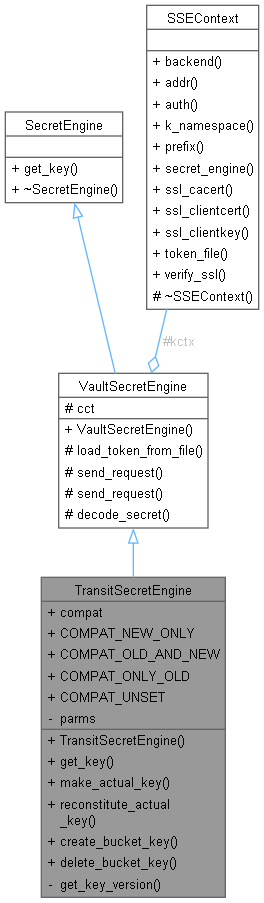 SSEContext
+ backend()
+ addr()
+ auth()
+ k_namespace()
+ prefix()
+ secret_engine()
+ ssl_cacert()
+ ssl_clientcert()
+ ssl_clientkey()
+ token_file()
+ verify_ssl()
# ~SSEContext()
SecretEngine
+ get_key()
+ ~SecretEngine()
#kctx
VaultSecretEngine
# cct
+ VaultSecretEngine()
# load_token_from_file()
# send_request()
# send_request()
# decode_secret()
TransitSecretEngine
+ compat
+ COMPAT_NEW_ONLY
+ COMPAT_OLD_AND_NEW
+ COMPAT_ONLY_OLD
+ COMPAT_UNSET
- parms
+ TransitSecretEngine()
+ get_key()
+ make_actual_key()
+ reconstitute_actual
_key()
+ create_bucket_key()
+ delete_bucket_key()
- get_key_version()